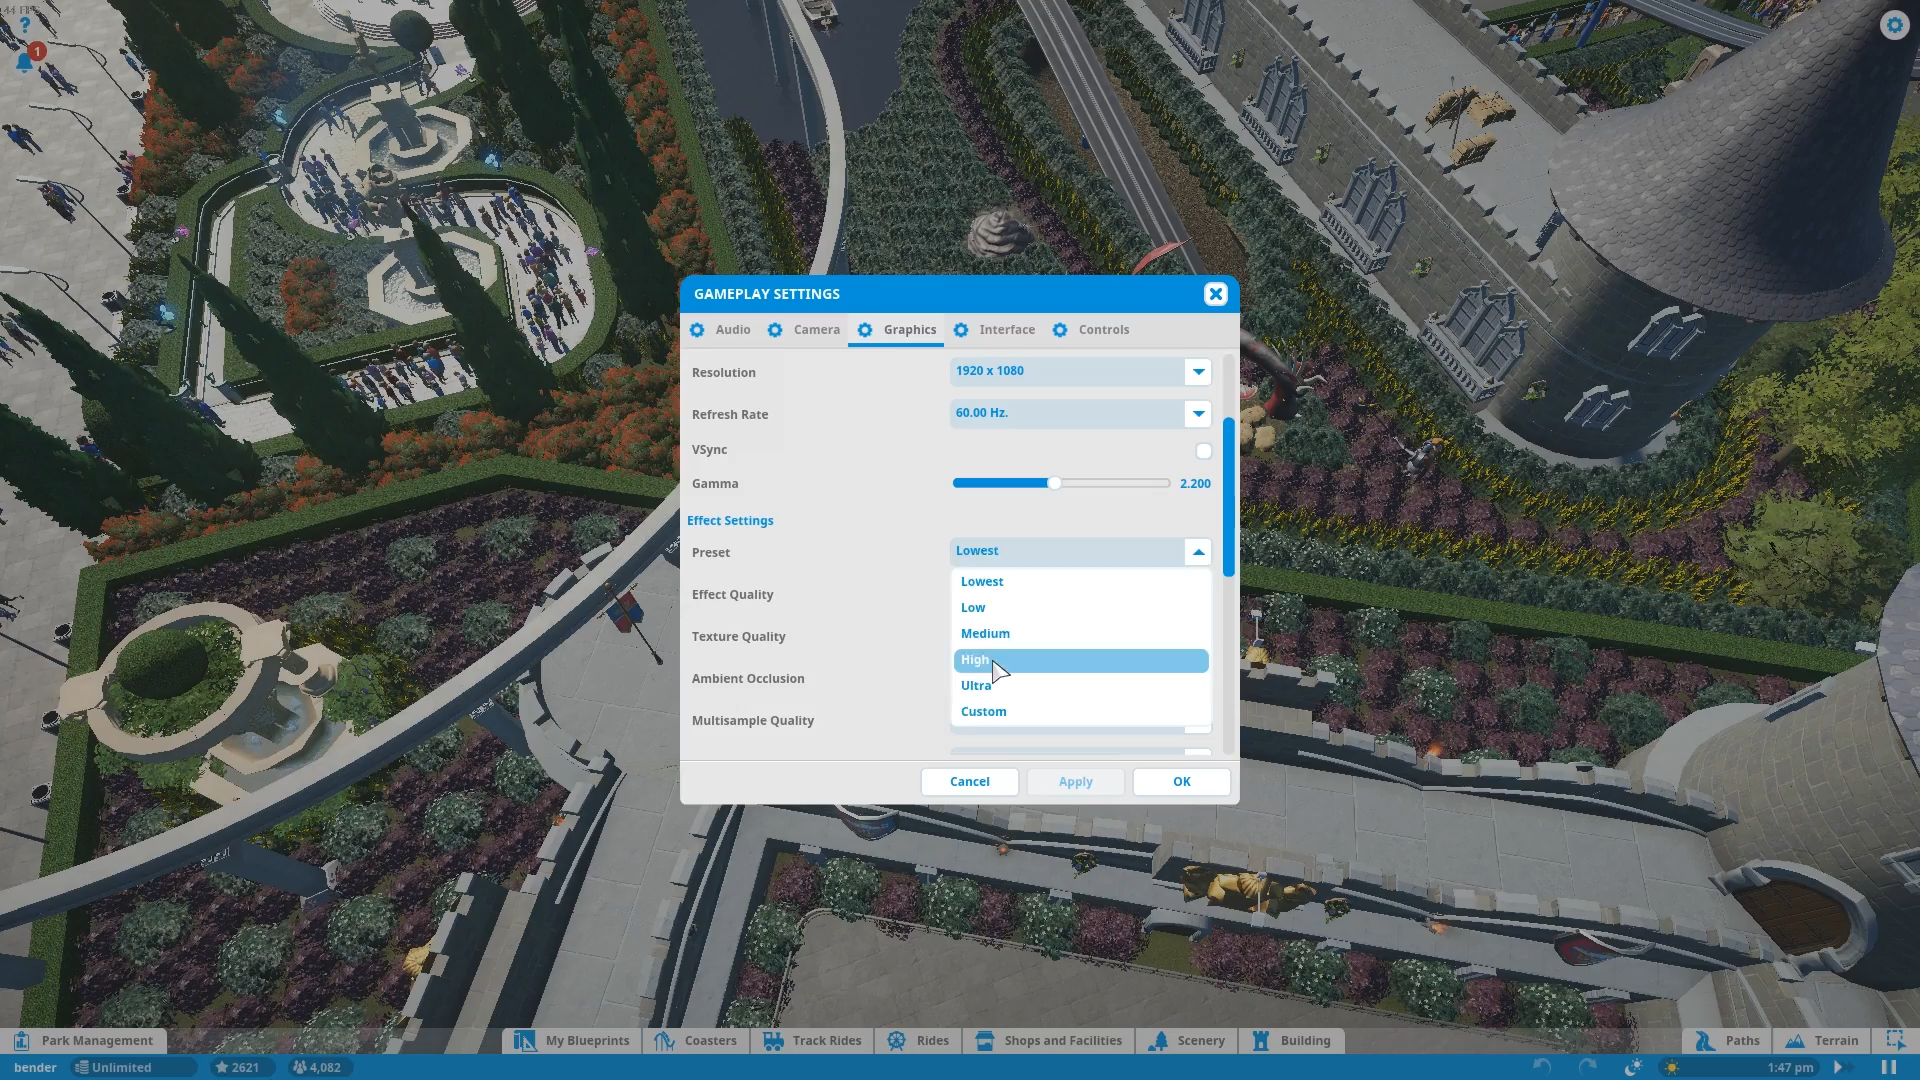 44 FPS
?
1
GAMEPLAY SETTINGS
Audio
Camera
Graphics
Interface
Controls
Resolution
1920 x 1080
Refresh Rate
60.00 Hz.
VSync
Gamma
2.200
Effect Settings
Preset
Lowest
Lowest
Effect Quality
Low
Texture Quality
Medium
High
Ambient Occlusion
Ultra
Multisample Quality
Custom
Cancel
Apply
OK
Park Management
My Blueprints
Coasters
Track Rides
Rides
Shops and Facilities
Scenery
Building
Paths
Terrain
bender
Unlimited
2621
4,082
1:47 pm